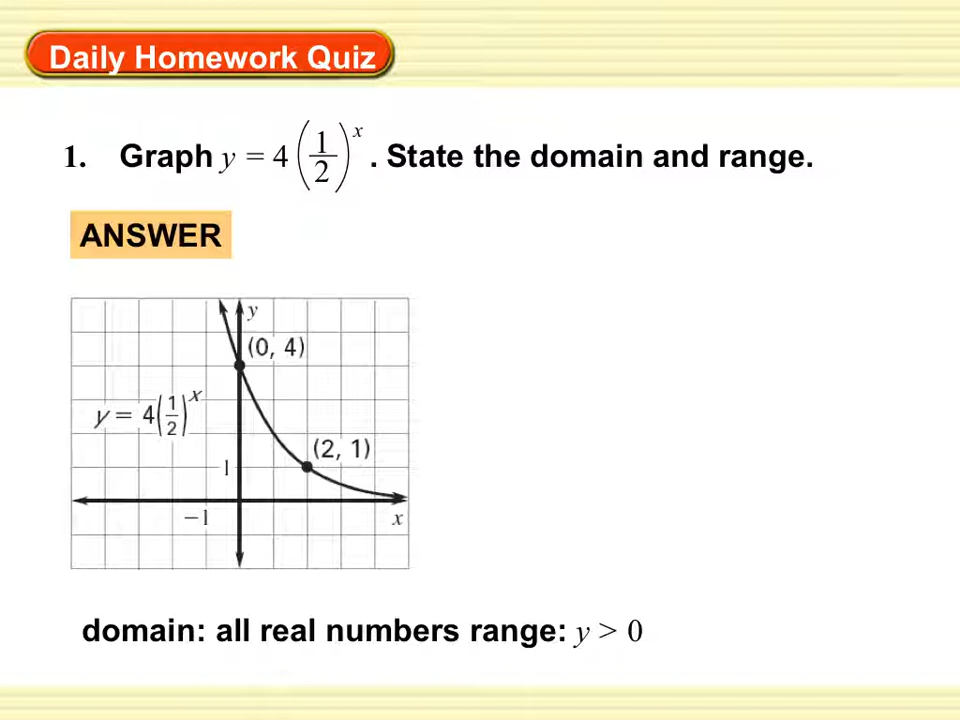 Daily Homework Quiz
1. Graph y = 4(1/2)^x. State the domain and range.
ANSWER
y
(0, 4)
y = 4(1/2)^x
(2, 1)
1
−1
x
domain: all real numbers range: y > 0